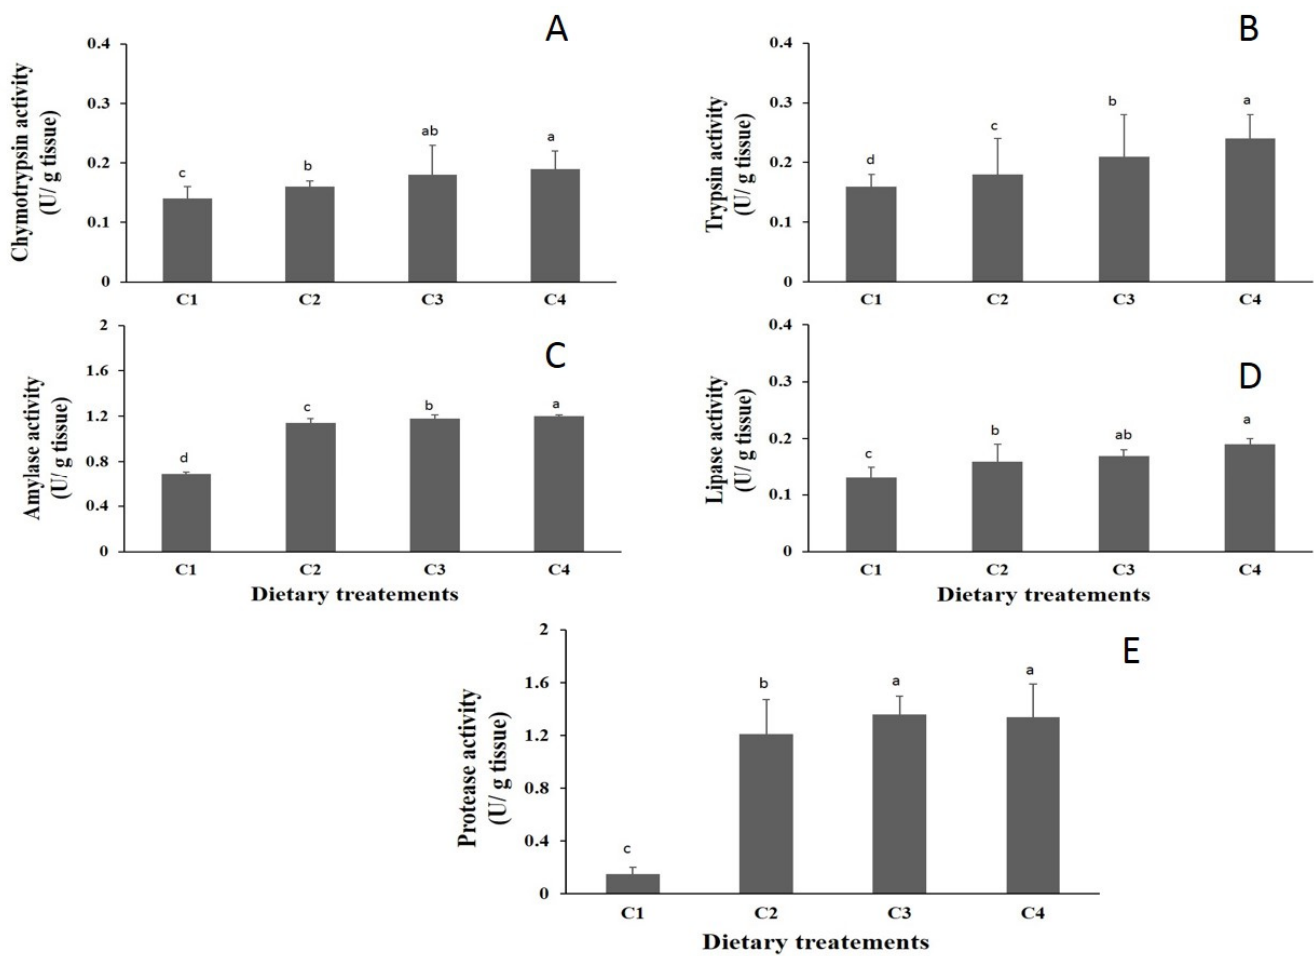 A
Chymotrypsin activity
(U/ g tissue)
0.4
0.3
0.2
0.1
0
c
b
ab
a
C1
C2
C3
C4
B
Trypsin activity
(U/ g tissue)
0.4
0.3
0.2
0.1
0
d
c
b
a
C1
C2
C3
C4
C
Amylase activity
(U/ g tissue)
2
1.6
1.2
0.8
0.4
0
d
c
b
a
C1
C2
C3
C4
Dietary treatements
D
Lipase activity
(U/ g tissue)
0.4
0.3
0.2
0.1
0
c
b
ab
a
C1
C2
C3
C4
Dietary treatements
E
Protease activity
(U/ g tissue)
2
1.6
1.2
0.8
0.4
0
c
b
a
a
C1
C2
C3
C4
Dietary treatements